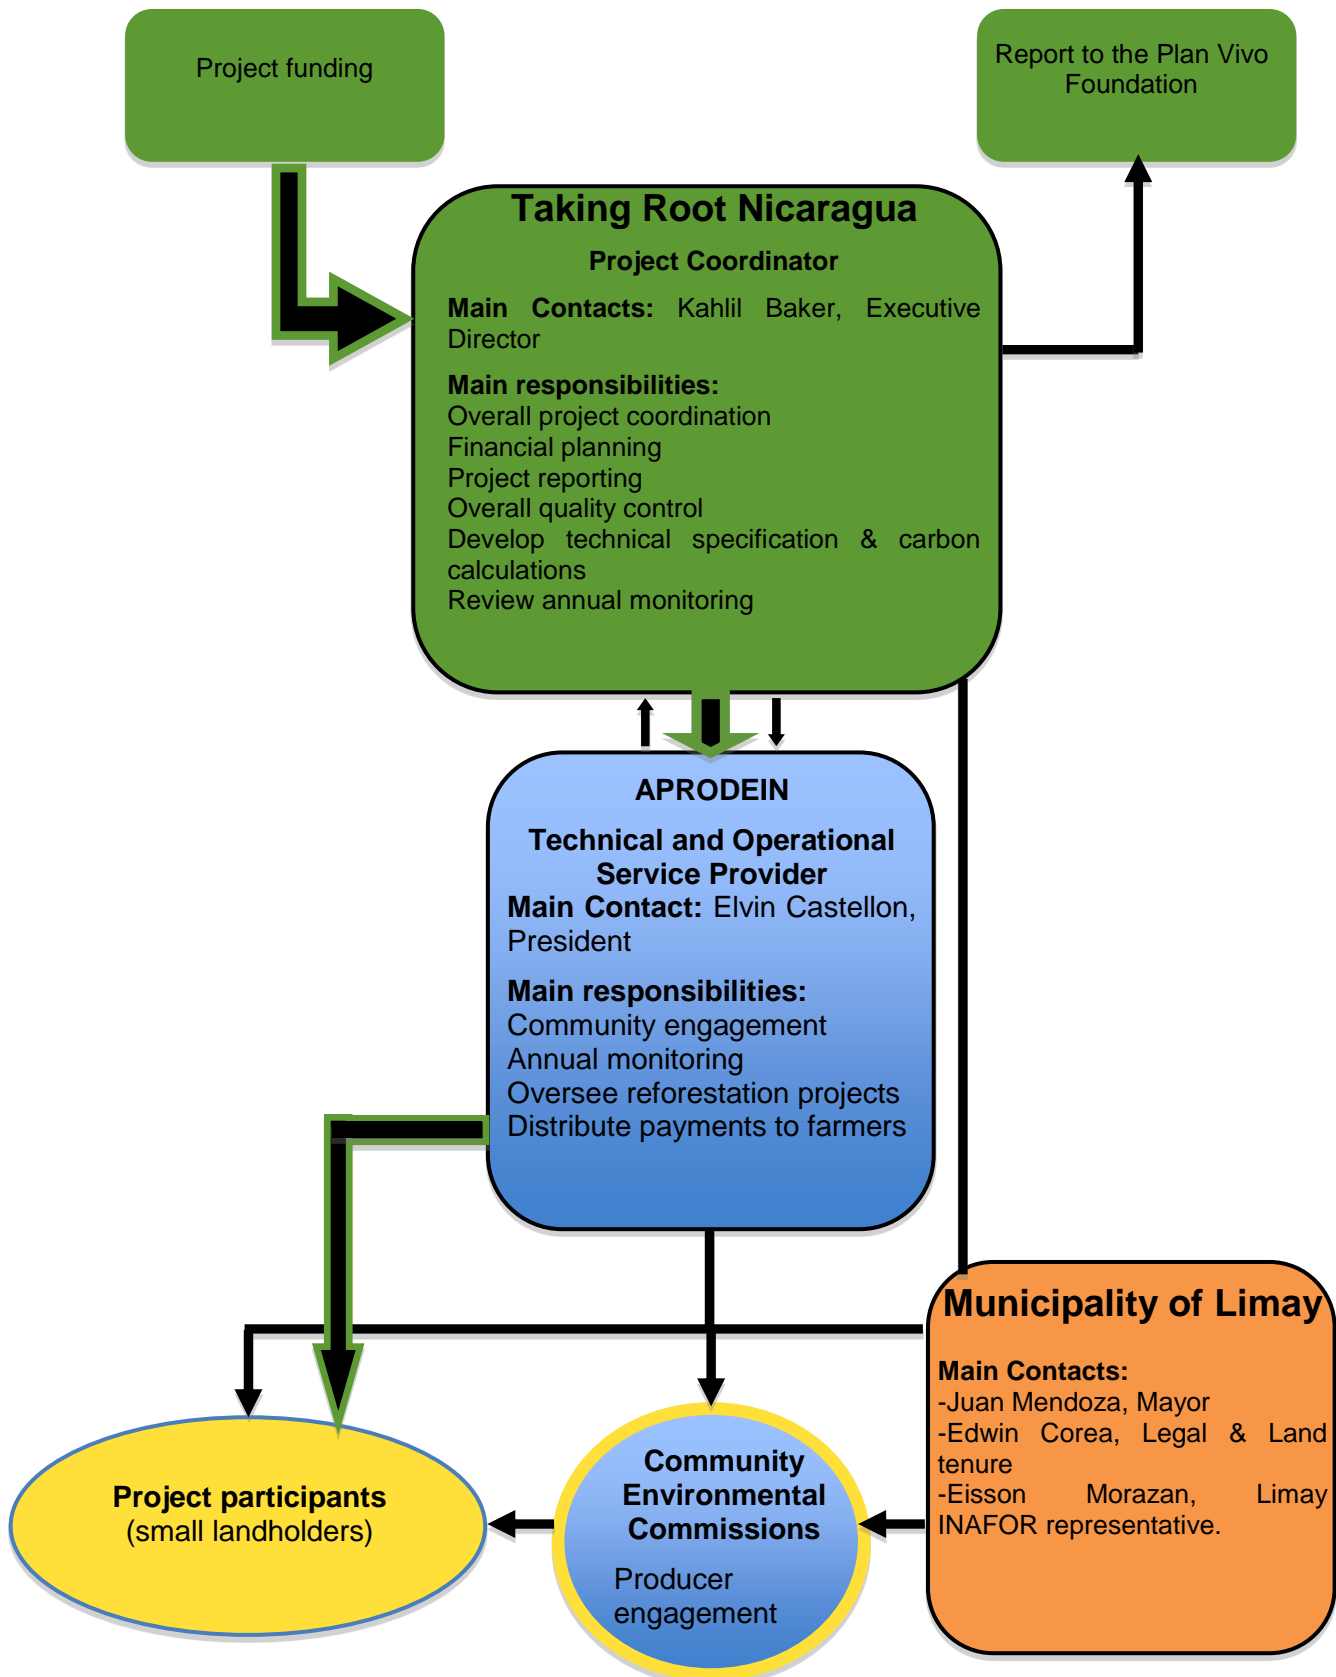 Project funding
Report to the Plan Vivo
Foundation
Taking Root Nicaragua
Project Coordinator
Main Contacts: Kahlil Baker, Executive
Director
Main responsibilities:
Overall project coordination
Financial planning
Project reporting
Overall quality control
Develop technical specification & carbon
calculations
Review annual monitoring
APRODEIN
Technical and Operational
Service Provider
Main Contact: Elvin Castellon,
President
Main responsibilities:
Community engagement
Annual monitoring
Oversee reforestation projects
Distribute payments to farmers
Municipality of Limay
Main Contacts:
-Juan Mendoza, Mayor
-Edwin Corea, Legal & Land
tenure
-Eisson Morazan, Limay
INAFOR representative.
Project participants
(small landholders)
Community
Environmental
Commissions
Producer
engagement